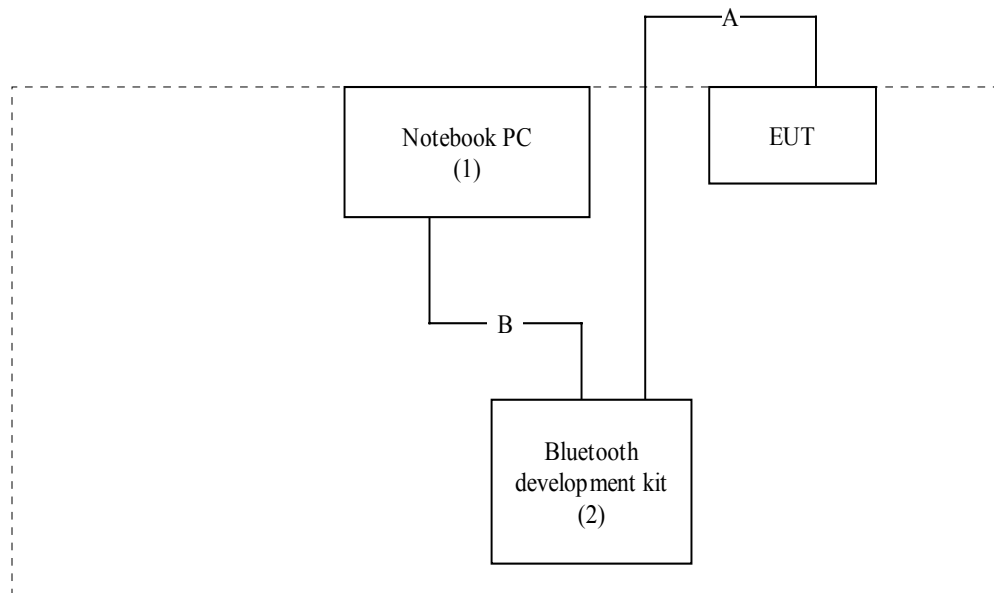 A
Notebook PC
(1)
EUT
B
Bluetooth
development kit
(2)